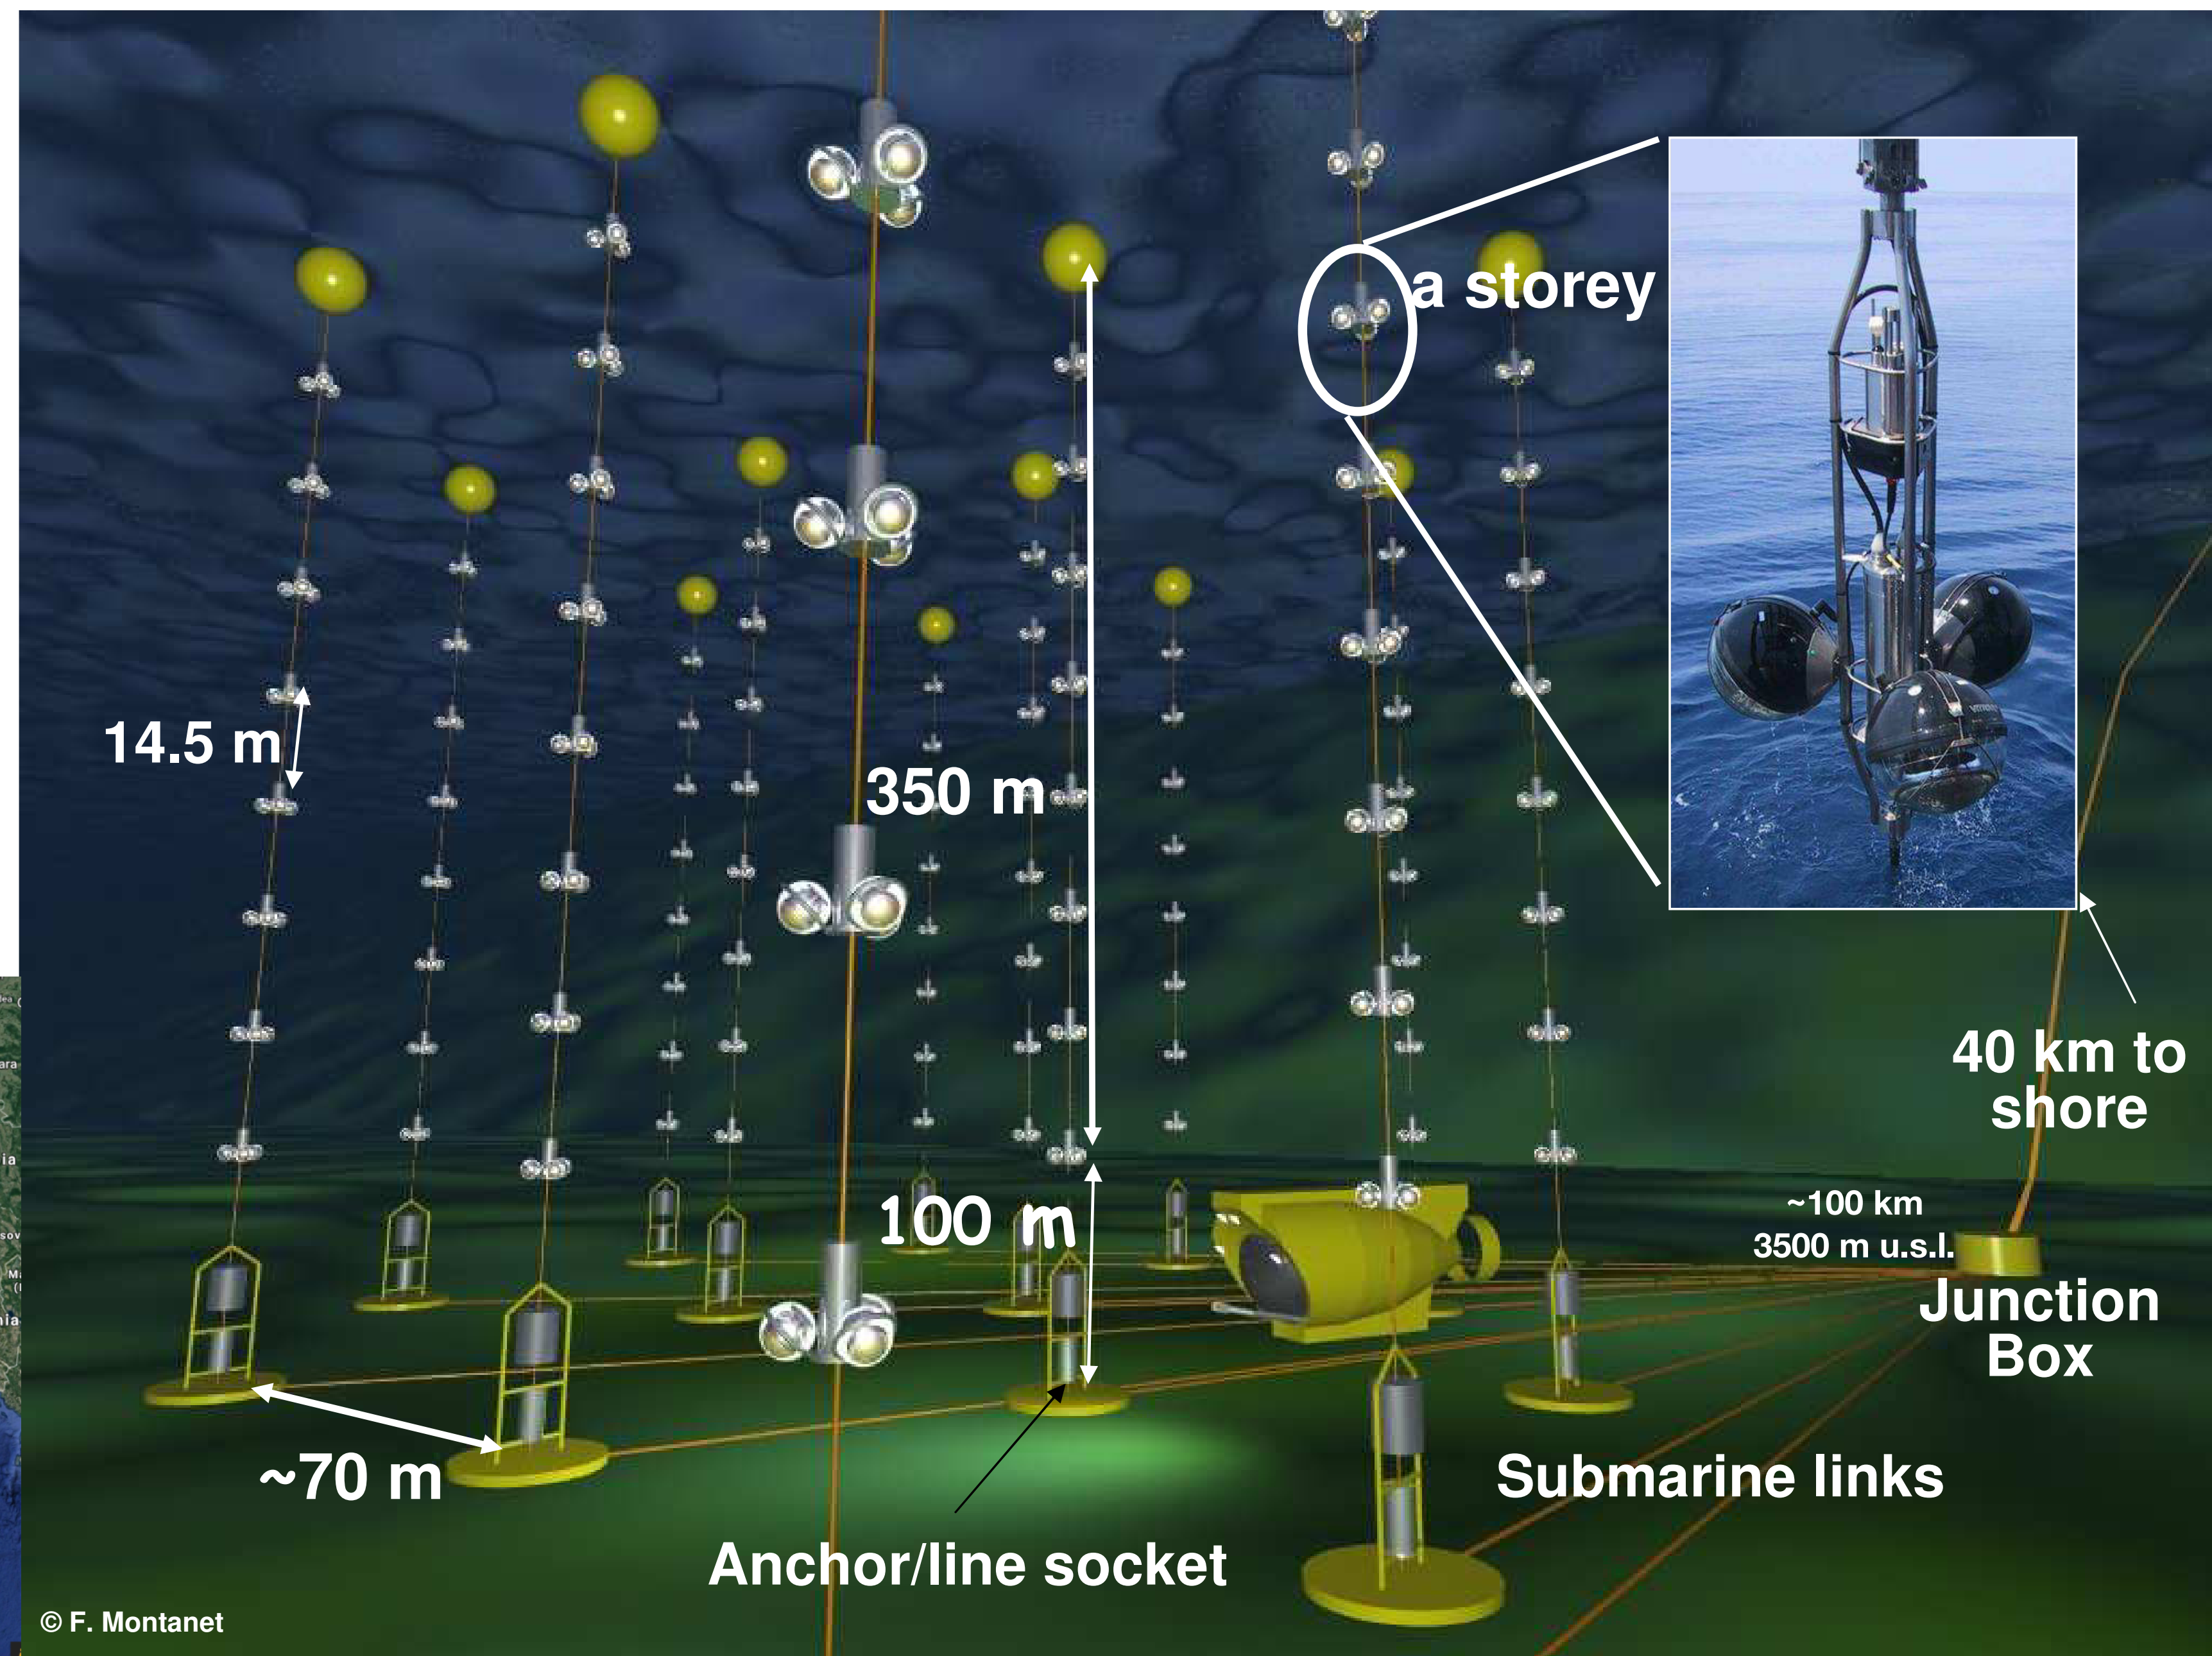 a storey
14.5 m
350 m
40 km to
shore
100 m
~100 km
3500 m u.s.l.
Junction
Box
~70 m
Submarine links
Anchor/line socket
© F. Montanet